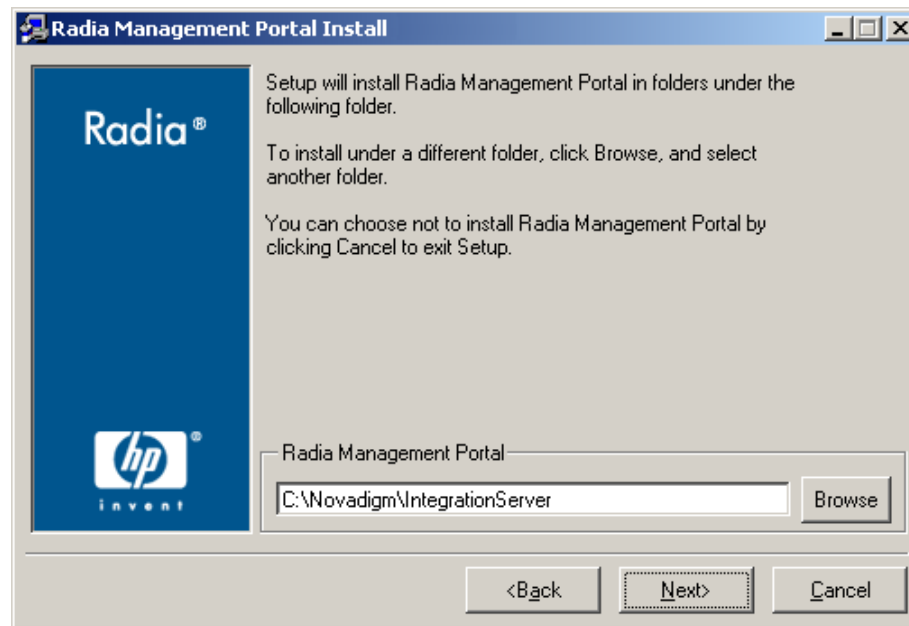 Radia Management Portal Install
Radia®
Setup will install Radia Management Portal in folders under the
following folder.
To install under a different folder, click Browse, and select
another folder.
You can choose not to install Radia Management Portal by
clicking Cancel to exit Setup.
hp®
invent
Radia Management Portal
C:\Novadigm\IntegrationServer
Browse
<Back
Next>
Cancel